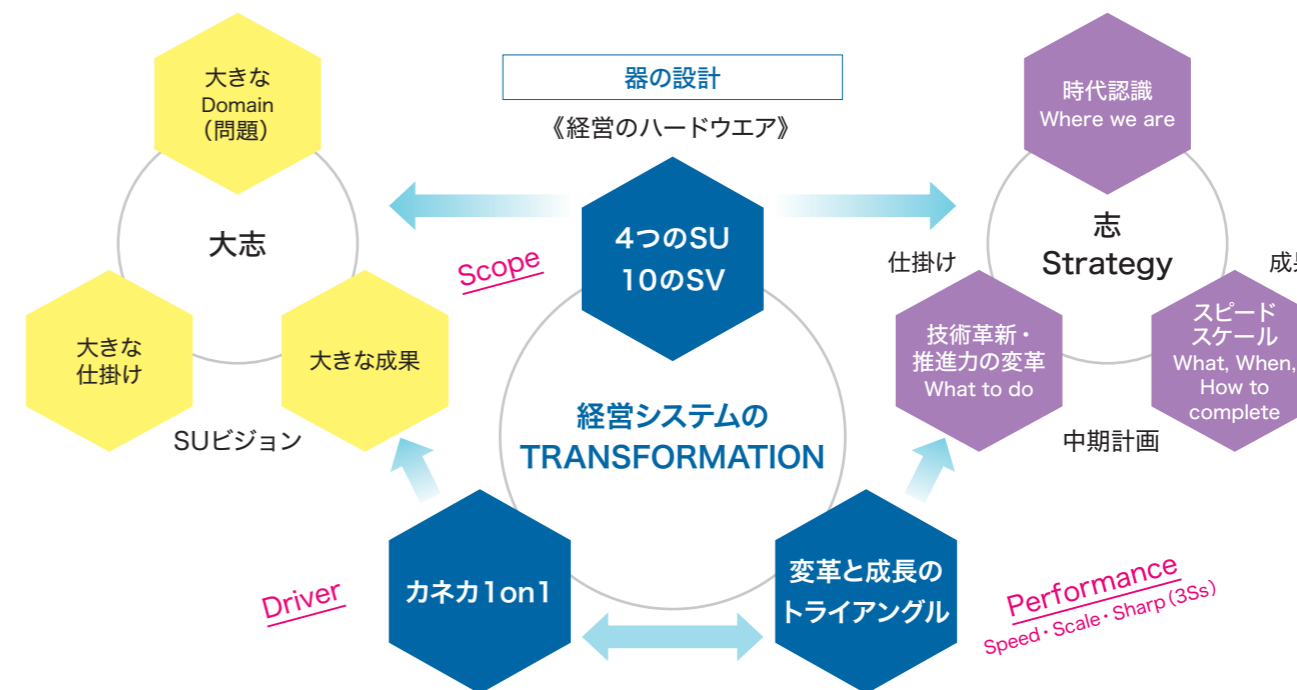 大きな
Domain
（問題）
大志
大きな
仕掛け
大きな成果
SUビジョン
器の設計
《経営のハードウエア》
4つのSU
10のSV
Scope
経営システムの
TRANSFORMATION
カネカ1on1
Driver
変革と成長の
トライアングル
Performance
Speed・Scale・Sharp（3Ss）
時代認識
Where we are
志
Strategy
仕掛け
技術革新・
推進力の変革
What to do
スピード
スケール
What, When,
How to
complete
中期計画